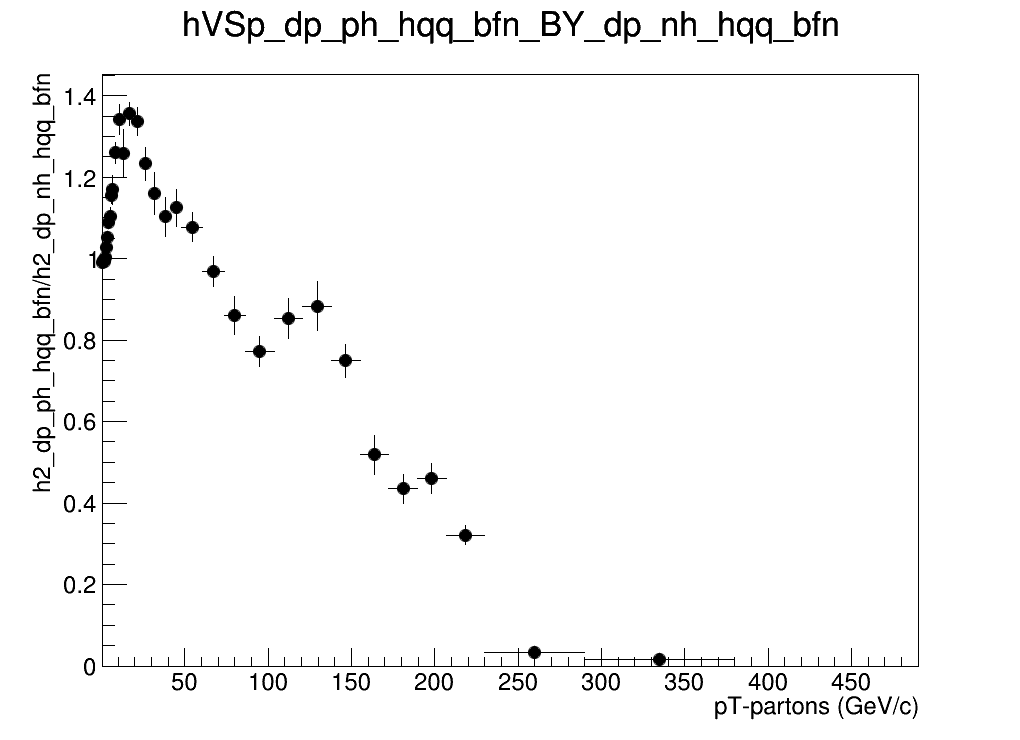 hVSp_dp_ph_hqq_bfn_BY_dp_nh_hqq_bfn
h2_dp_ph_hqq_bfn/h2_dp_nh_hqq_bfn
1.4
1.2
1
0.8
0.6
0.4
0.2
0
50 100 150 200 250 300 350 400 450
pT-partons (GeV/c)